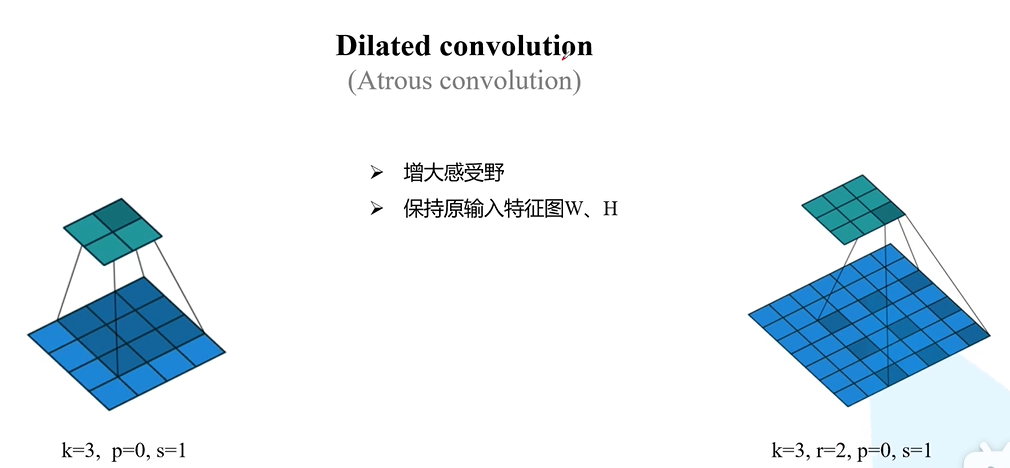 Dilated convolution
(Atrous convolution)
➢ 增大感受野
➢ 保持原输入特征图W、H
k=3, p=0, s=1
k=3, r=2, p=0, s=1